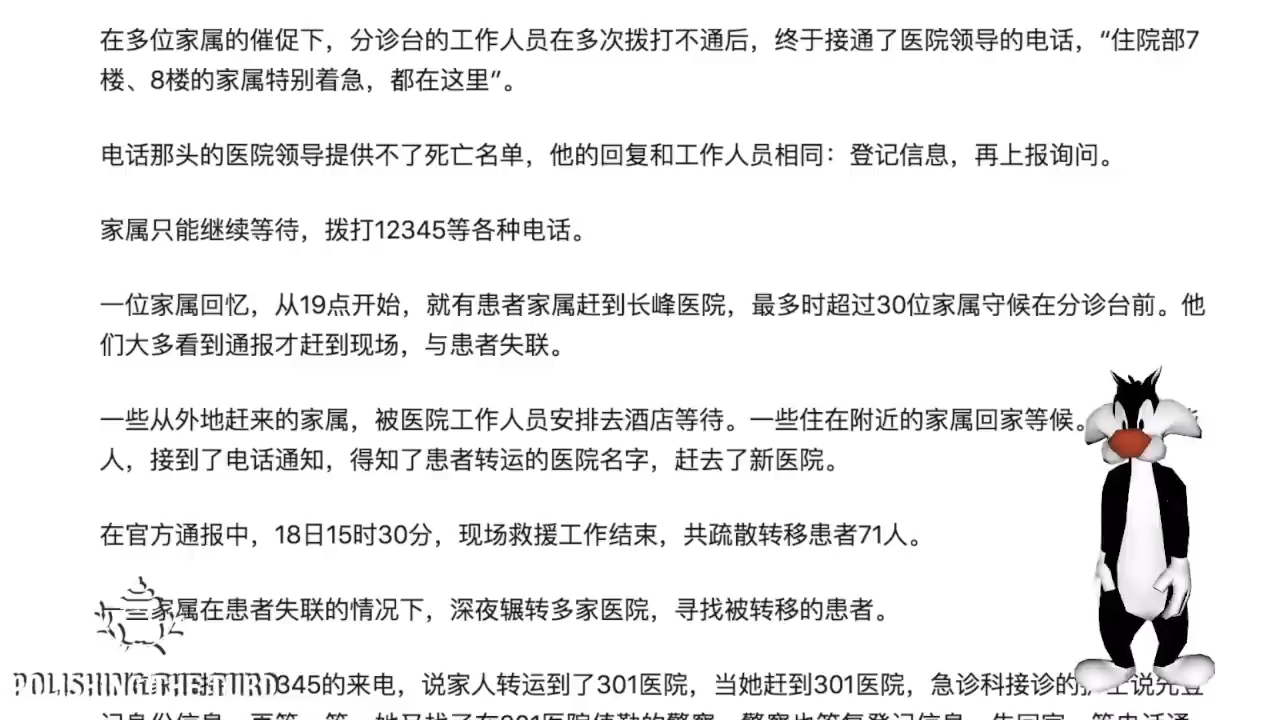 在多位家属的催促下，分诊台的工作人员在多次拨打不通后，终于接通了医院领导的电话，“住院部7
楼、8楼的家属特别着急，都在这里”。
电话那头的医院领导提供不了死亡名单，他的回复和工作人员相同：登记信息，再上报询问。
家属只能继续等待，拨打12345等各种电话。
一位家属回忆，从19点开始，就有患者家属赶到长峰医院，最多时超过30位家属守候在分诊台前。他
们大多看到通报才赶到现场，与患者失联。
一些从外地赶来的家属，被医院工作人员安排去酒店等待。一些住在附近的家属回家等候。
人，接到了电话通知，得知了患者转运的医院名字，赶去了新医院。
在官方通报中，18日15时30分，现场救援工作结束，共疏散转移患者71人。
一些家属在患者失联的情况下，深夜辗转多家医院，寻找被转移的患者。
345的来电，说家人转运到了301医院，当她赶到301医院，急诊科接诊的护士说先登
POLISHING THE TURD